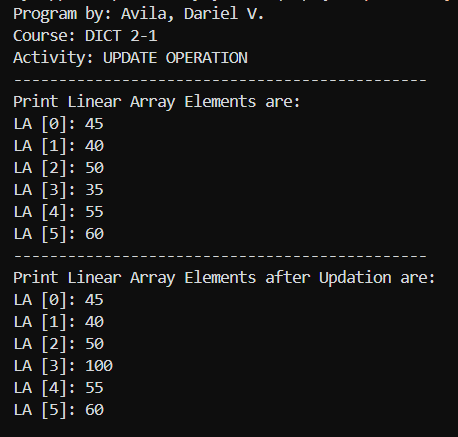 Program by: Avila, Dariel V.
Course: DICT 2-1
Activity: UPDATE OPERATION
----------------------------------------------
Print Linear Array Elements are:
LA [0]: 45
LA [1]: 40
LA [2]: 50
LA [3]: 35
LA [4]: 55
LA [5]: 60
----------------------------------------------
Print Linear Array Elements after Updation are:
LA [0]: 45
LA [1]: 40
LA [2]: 50
LA [3]: 100
LA [4]: 55
LA [5]: 60